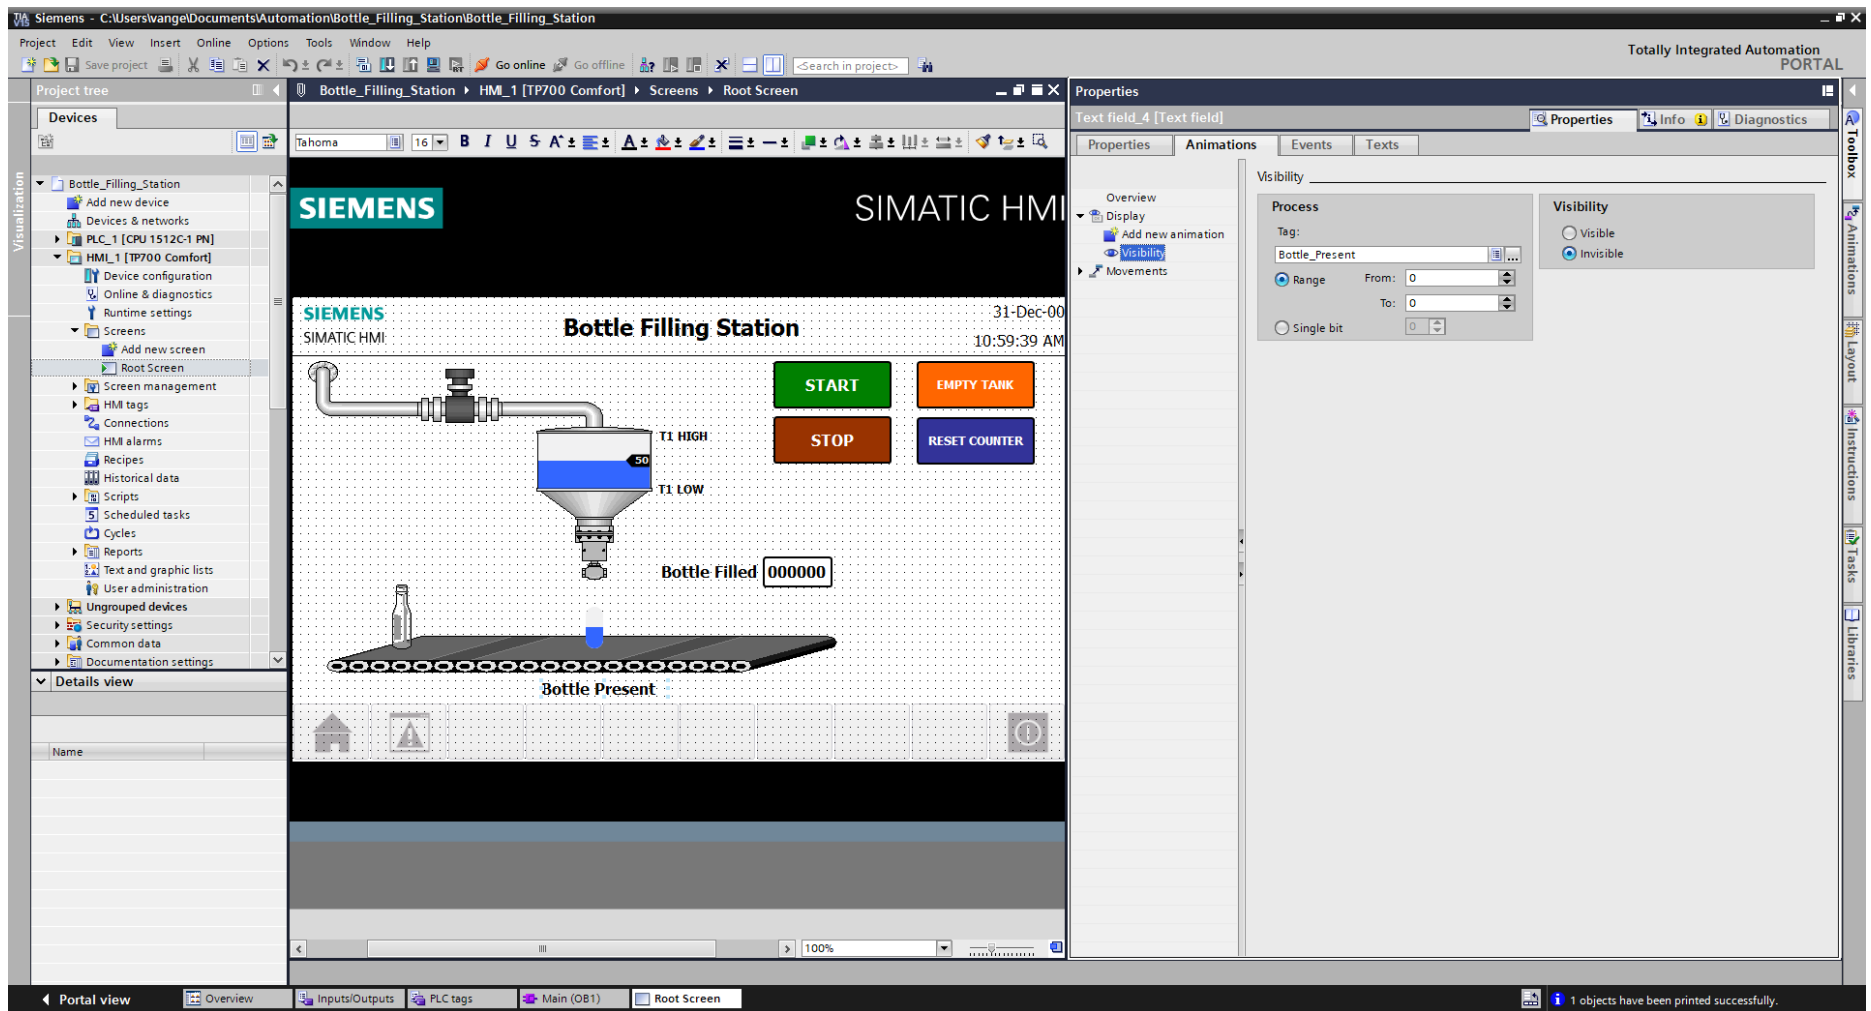 Siemens - C:\Users\vange\Documents\Automation\Bottle_Filling_Station\Bottle_Filling_Station
Project Edit View Insert Online Options Tools Window Help
Totally Integrated Automation
PORTAL
Save project
Go online
Go offline
<Search in project>
Project tree
Devices
Visualization
Bottle_Filling_Station
Add new device
Devices & networks
PLC_1 [CPU 1512C-1 PN]
HMI_1 [TP700 Comfort]
Device configuration
Online & diagnostics
Runtime settings
Screens
Add new screen
Root Screen
Screen management
HMI tags
Connections
HMI alarms
Recipes
Historical data
Scripts
Scheduled tasks
Cycles
Reports
Text and graphic lists
User administration
Ungrouped devices
Security settings
Common data
Documentation settings
Details view
Name
Bottle_Filling_Station HMI_1 [TP700 Comfort] Screens Root Screen
Tahoma 16 B I U S A
SIEMENS
SIMATIC HMI
SIEMENS
SIMATIC HMI
Bottle Filling Station
31-Dec-00
10:59:39 AM
START
EMPTY TANK
STOP
RESET COUNTER
T1 HIGH
50
T1 LOW
Bottle Filled 000000
Bottle Present
100%
Properties
Text field_4 [Text field]
Properties Info Diagnostics
Properties Animations Events Texts
Overview
Display
Add new animation
Visibility
Movements
Visibility
Process
Tag:
Bottle_Present
Range From: 0
To: 0
Single bit 0
Visibility
Visible
Invisible
Toolbox
Animations
Layout
Instructions
Tasks
Libraries
Portal view
Overview
Inputs/Outputs
PLC tags
Main (OB1)
Root Screen
1 objects have been printed successfully.